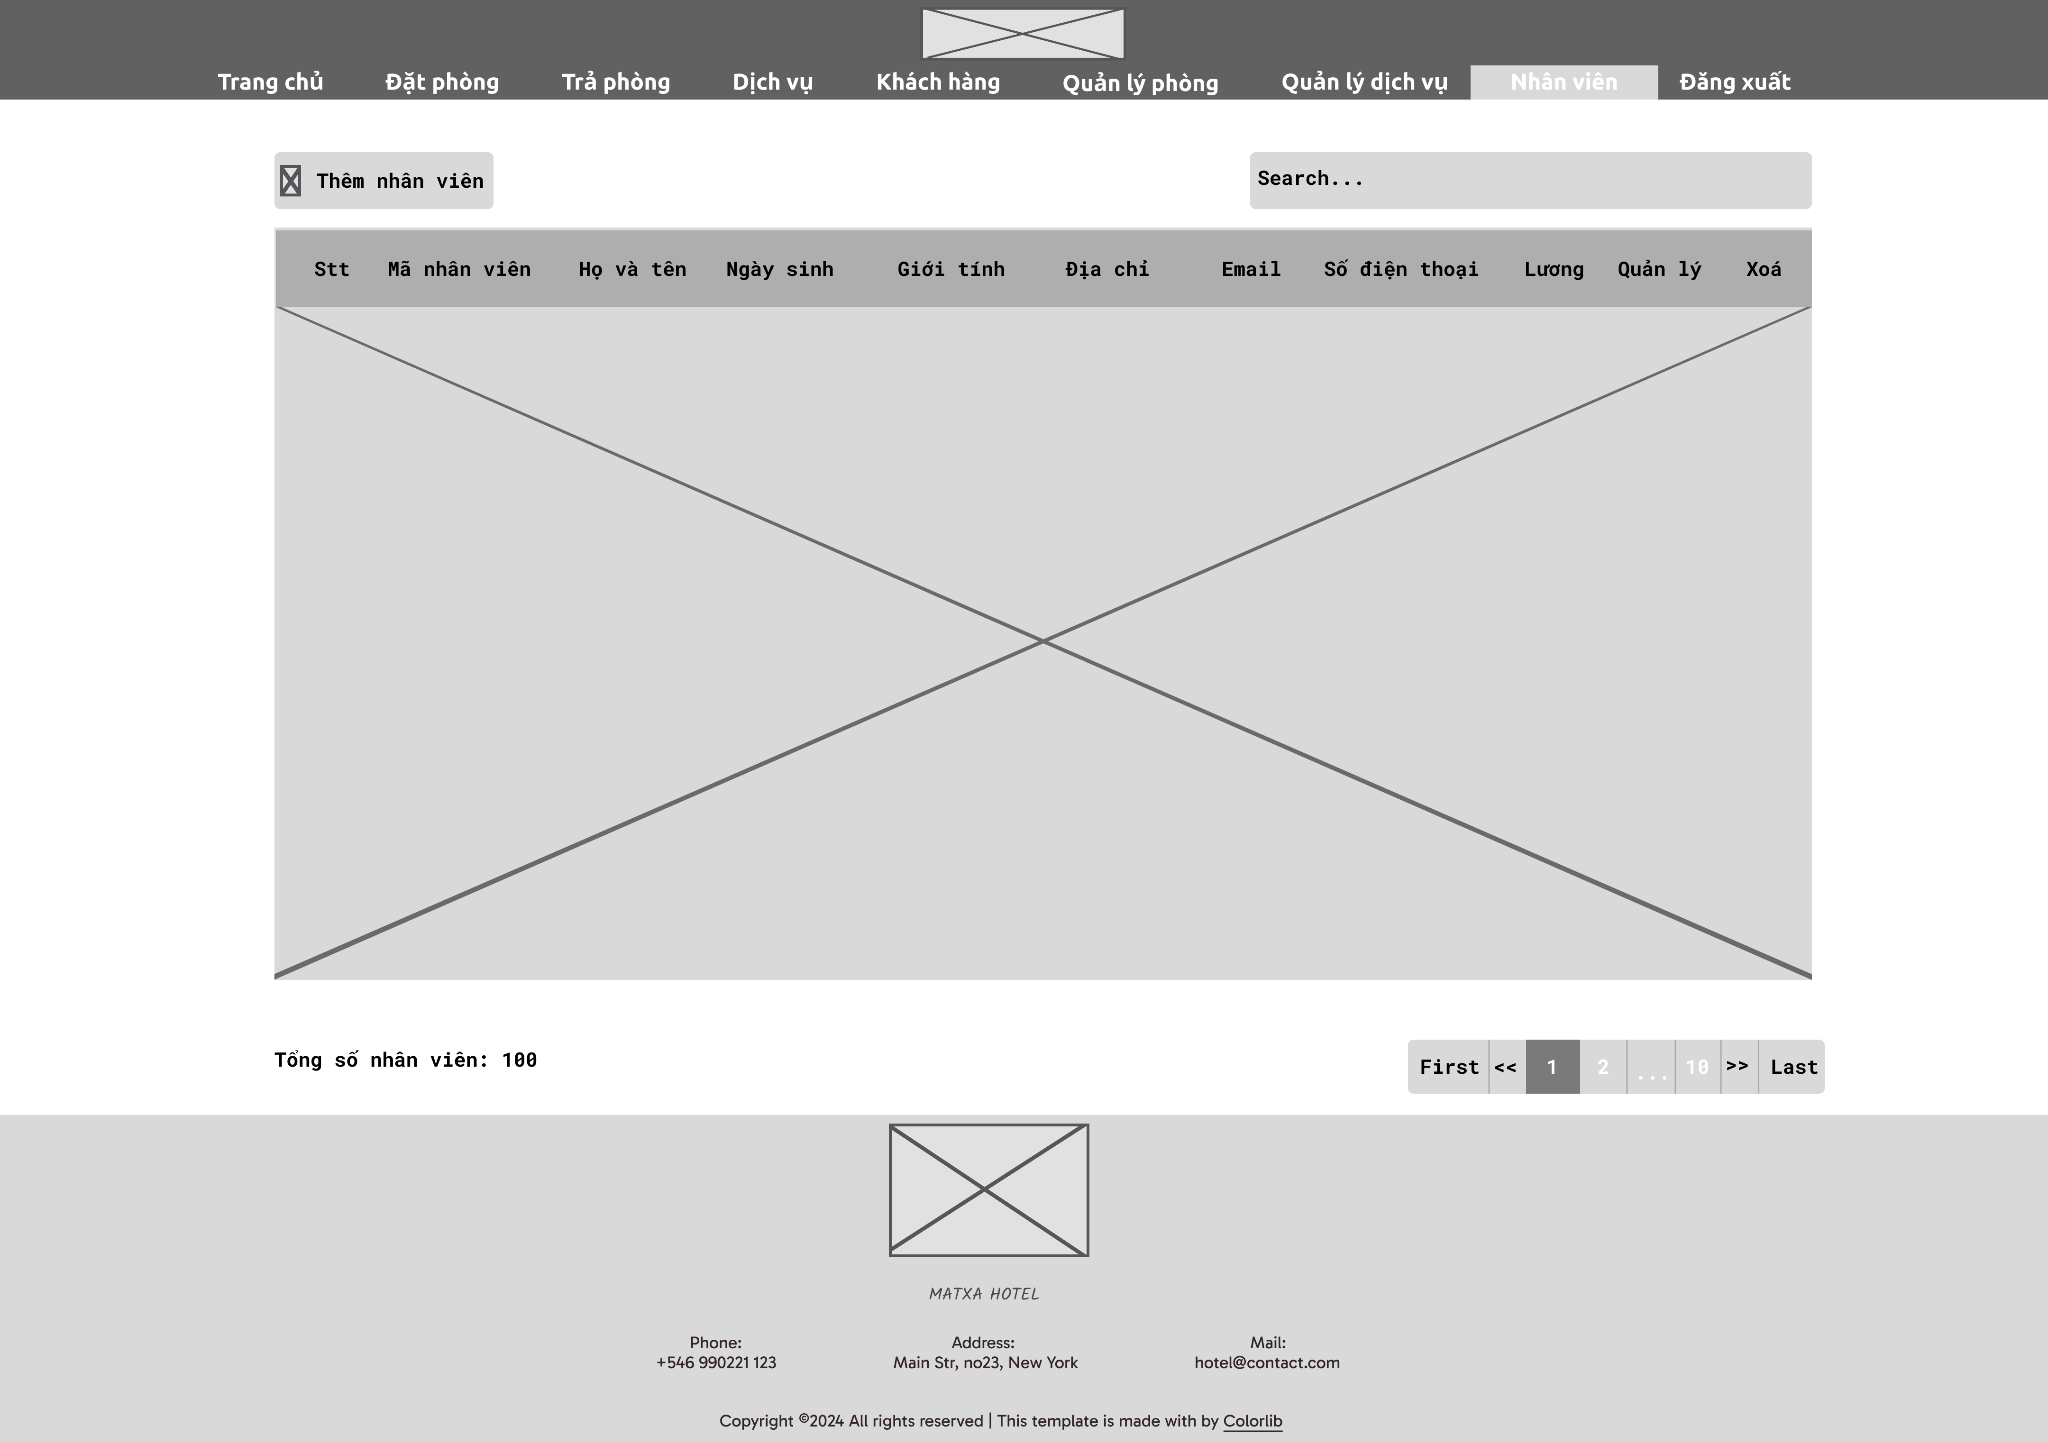 Trang chủ Đặt phòng Trả phòng Dịch vụ Khách hàng Quản lý phòng Quản lý dịch vụ Nhân viên Đăng xuất
Thêm nhân viên Search...
Stt Mã nhân viên Họ và tên Ngày sinh Giới tính Địa chỉ Email Số điện thoại Lương Quản lý Xoá
Tổng số nhân viên: 100 First << 1 2 ... 10 >> Last
MATXA HOTEL
Phone: Address: Mail:
+546 990221 123 Main Str, no23, New York hotel@contact.com
Copyright ©2024 All rights reserved | This template is made with by Colorlib